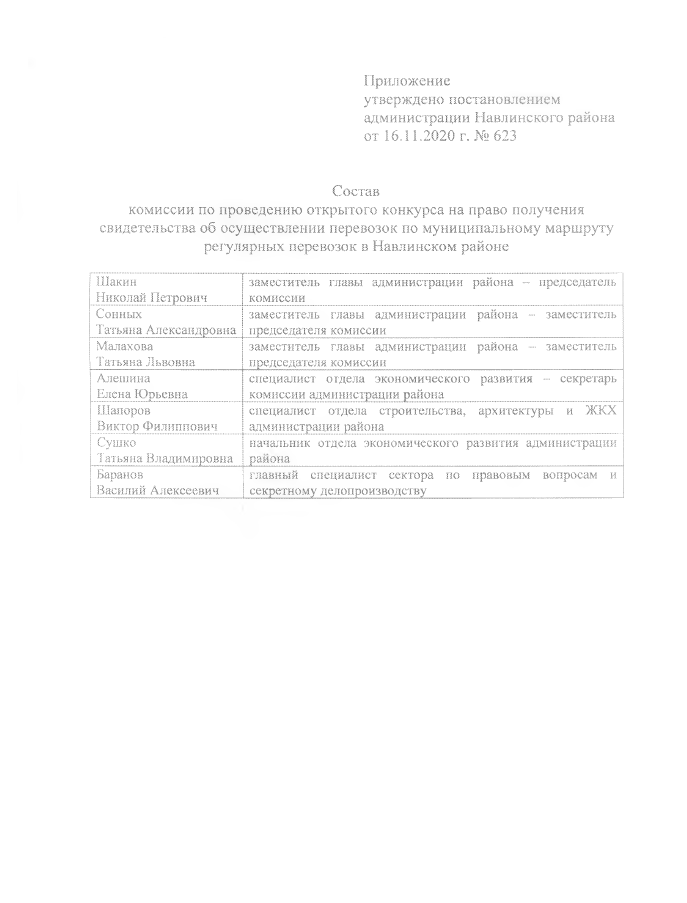 Приложение
утверждено постановлением
администрации Навлинского района
от 16.11.2020 г. № 623
Состав
комиссии по проведению открытого конкурса на право получения
свидетельства об осуществлении перевозок по муниципальному маршруту
регулярных перевозок в Навлинском районе
Шакин
Николай Петрович
заместитель главы администрации района – председатель
комиссии
Сонных
Татьяна Александровна
заместитель главы администрации района – заместитель
председателя комиссии
Малахова
Татьяна Львовна
заместитель главы администрации района – заместитель
председателя комиссии
Алешина
Елена Юрьевна
специалист отдела экономического развития – секретарь
комиссии администрации района
Шапоров
Виктор Филиппович
специалист отдела строительства, архитектуры и ЖКХ
администрации района
Сушко
Татьяна Владимировна
начальник отдела экономического развития администрации
района
Баранов
Василий Алексеевич
главный специалист сектора по правовым вопросам и
секретному делопроизводству